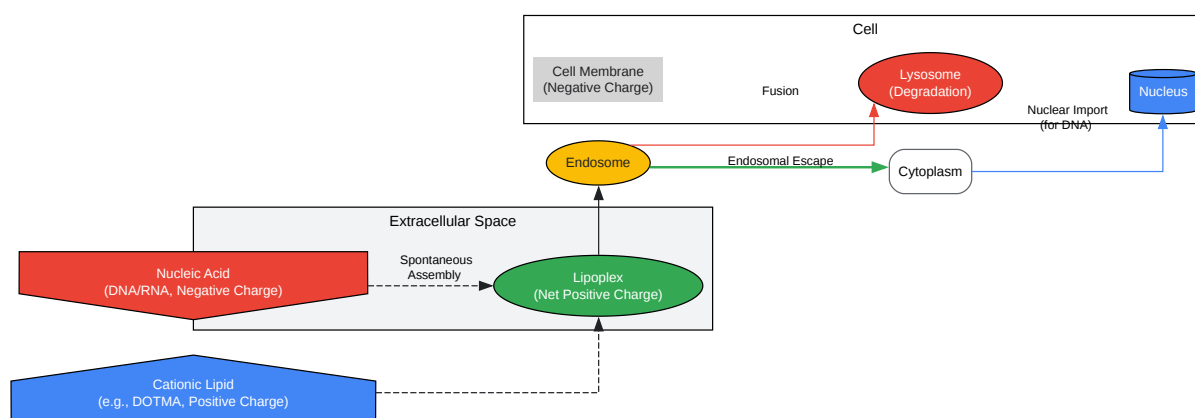 Cell
Cell Membrane
(Negative Charge)
Fusion
Lysosome
(Degradation)
Nucleus
Nuclear Import
(for DNA)
Endosome
Endosomal Escape
Cytoplasm
Extracellular Space
Nucleic Acid
(DNA/RNA, Negative Charge)
Spontaneous
Assembly
Lipoplex
(Net Positive Charge)
Cationic Lipid
(e.g., DOTMA, Positive Charge)